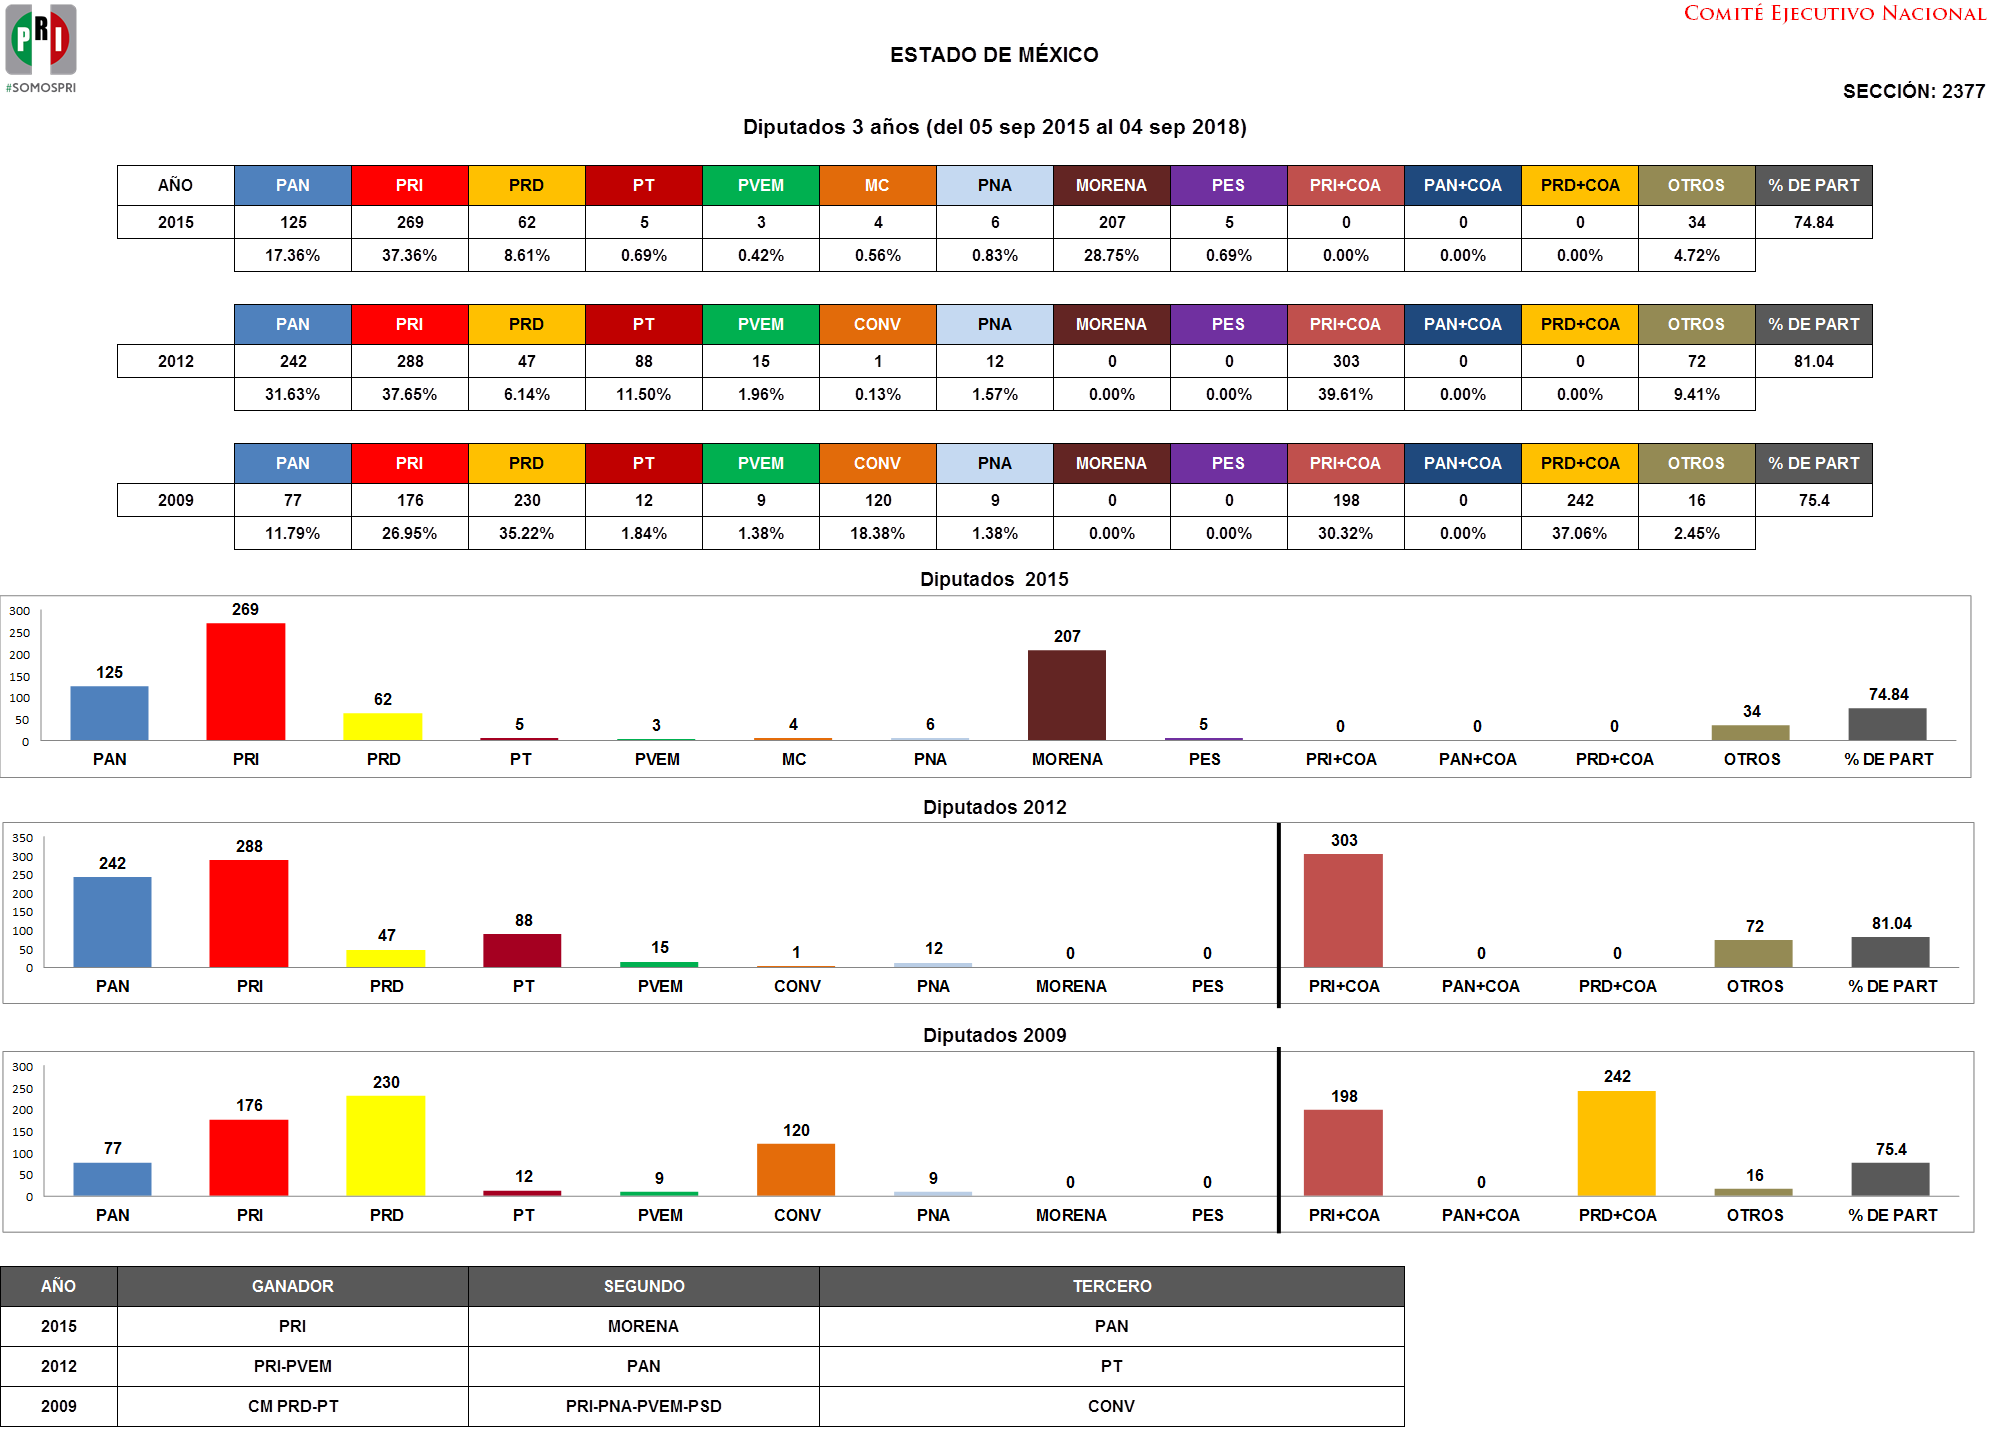 PRI
#SOMOSPRI
COMITÉ EJECUTIVO NACIONAL
ESTADO DE MÉXICO
SECCIÓN: 2377
Diputados 3 años (del 05 sep 2015 al 04 sep 2018)
AÑO PAN PRI PRD PT PVEM MC PNA MORENA PES PRI+COA PAN+COA PRD+COA OTROS % DE PART
2015 125 269 62 5 3 4 6 207 5 0 0 0 34 74.84
17.36% 37.36% 8.61% 0.69% 0.42% 0.56% 0.83% 28.75% 0.69% 0.00% 0.00% 0.00% 4.72%
PAN PRI PRD PT PVEM CONV PNA MORENA PES PRI+COA PAN+COA PRD+COA OTROS % DE PART
2012 242 288 47 88 15 1 12 0 0 303 0 0 72 81.04
31.63% 37.65% 6.14% 11.50% 1.96% 0.13% 1.57% 0.00% 0.00% 39.61% 0.00% 0.00% 9.41%
PAN PRI PRD PT PVEM CONV PNA MORENA PES PRI+COA PAN+COA PRD+COA OTROS % DE PART
2009 77 176 230 12 9 120 9 0 0 198 0 242 16 75.4
11.79% 26.95% 35.22% 1.84% 1.38% 18.38% 1.38% 0.00% 0.00% 30.32% 0.00% 37.06% 2.45%
Diputados 2015
300
250
200
150
100
50
0
125 269 62 5 3 4 6 207 5 0 0 0 34 74.84
PAN PRI PRD PT PVEM MC PNA MORENA PES PRI+COA PAN+COA PRD+COA OTROS % DE PART
Diputados 2012
350
300
250
200
150
100
50
0
242 288 47 88 15 1 12 0 0 303 0 0 72 81.04
PAN PRI PRD PT PVEM CONV PNA MORENA PES PRI+COA PAN+COA PRD+COA OTROS % DE PART
Diputados 2009
300
250
200
150
100
50
0
77 176 230 12 9 120 9 0 0 198 0 242 16 75.4
PAN PRI PRD PT PVEM CONV PNA MORENA PES PRI+COA PAN+COA PRD+COA OTROS % DE PART
AÑO GANADOR SEGUNDO TERCERO
2015 PRI MORENA PAN
2012 PRI-PVEM PAN PT
2009 CM PRD-PT PRI-PNA-PVEM-PSD CONV